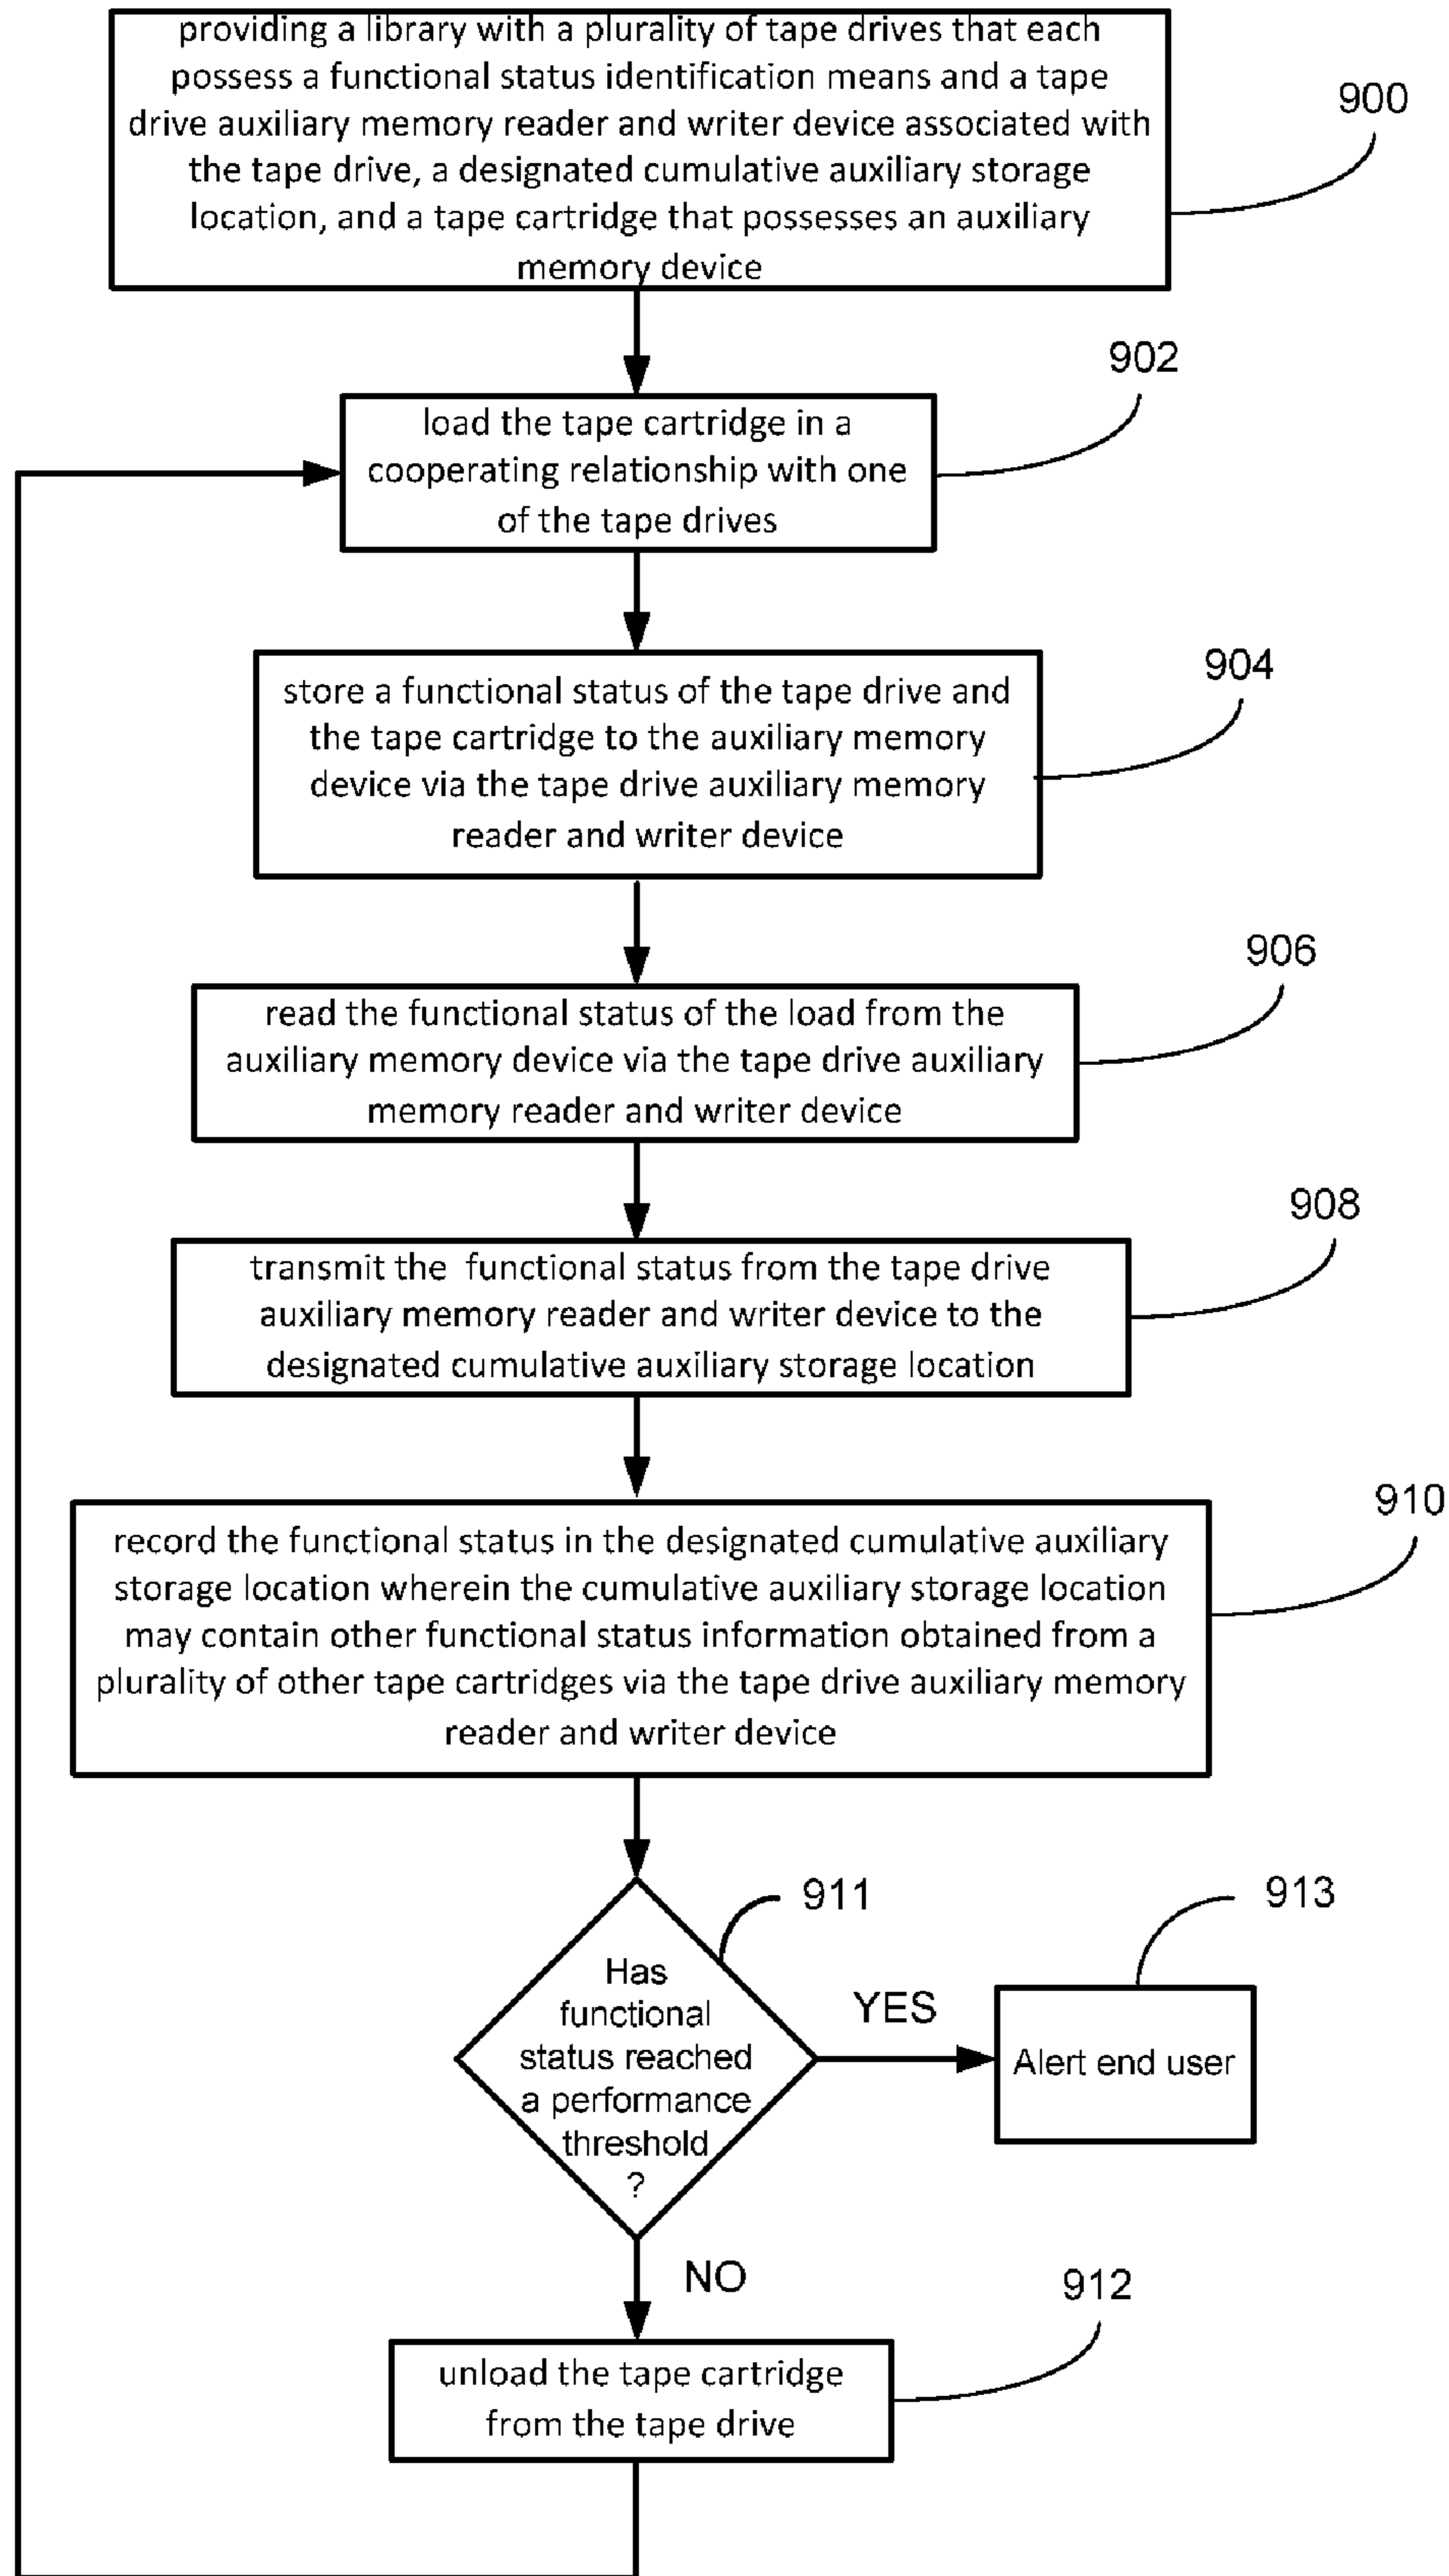 providing a library with a plurality of tape drives that each
possess a functional status identification means and a tape
drive auxiliary memory reader and writer device associated with
the tape drive, a designated cumulative auxiliary storage
location, and a tape cartridge that possesses an auxiliary
memory device
900
902
load the tape cartridge in a
cooperating relationship with one
of the tape drives
904
store a functional status of the tape drive and
the tape cartridge to the auxiliary memory
device via the tape drive auxiliary memory
reader and writer device
906
read the functional status of the load from the
auxiliary memory device via the tape drive auxiliary
memory reader and writer device
908
transmit the functional status from the tape drive
auxiliary memory reader and writer device to the
designated cumulative auxiliary storage location
910
record the functional status in the designated cumulative auxiliary
storage location wherein the cumulative auxiliary storage location
may contain other functional status information obtained from a
plurality of other tape cartridges via the tape drive auxiliary memory
reader and writer device
911
Has
functional
status reached
a performance
threshold
?
YES
913
Alert end user
NO
912
unload the tape cartridge
from the tape drive